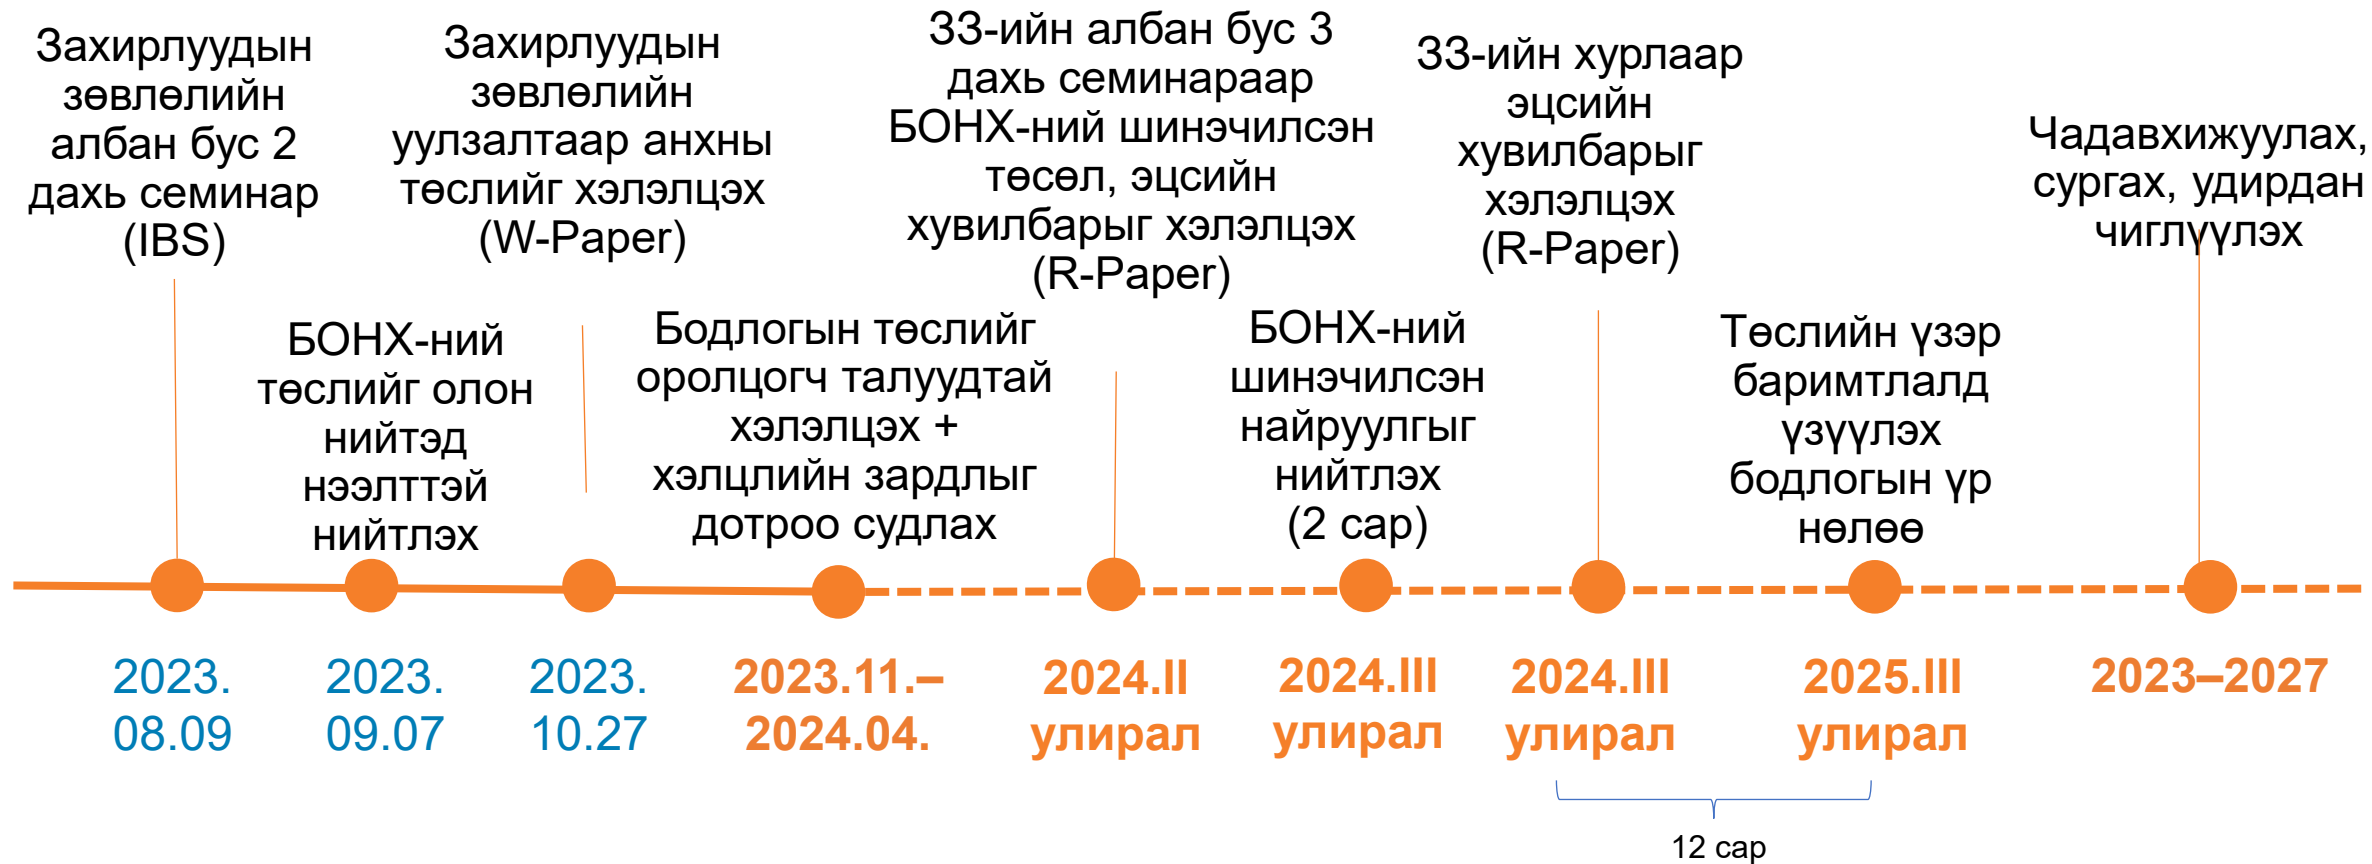 Захирлуудын
зөвлөлийн
албан бус 2
дахь семинар
(IBS)
БОНХ-ний
төслийг олон
нийтэд
нээлттэй
нийтлэх
Захирлуудын
зөвлөлийн
уулзалтаар анхны
төслийг хэлэлцэх
(W-Paper)
Бодлогын төслийг
оролцогч талуудтай
хэлэлцэх +
хэлцлийн зардлыг
дотроо судлах
ЗЗ-ийн албан бус 3
дахь семинараар
БОНХ-ний шинэчилсэн
төсөл, эцсийн
хувилбарыг хэлэлцэх
(R-Paper)
БОНХ-ний
шинэчилсэн
найруулгыг
нийтлэх
(2 сар)
ЗЗ-ийн хурлаар
эцсийн
хувилбарыг
хэлэлцэх
(R-Paper)
Төслийн үзэр
баримтлалд
үзүүлэх
бодлогын үр
нөлөө
Чадавхижуулах,
сургах, удирдан
чиглүүлэх
2023.
08.09
2023.
09.07
2023.
10.27
2023.11.–
2024.04.
2024.II
улирал
2024.III
улирал
2024.III
улирал
2025.III
улирал
2023–2027
12 сар